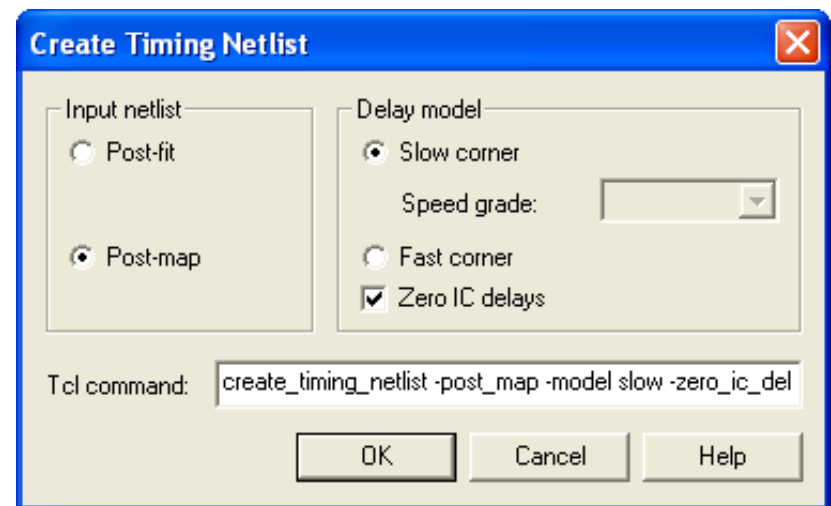 Create Timing Netlist
Input netlist
Post-fit
Post-map
Delay model
Slow corner
Speed grade:
Fast corner
Zero IC delays
Tcl command: create_timing_netlist -post_map -model slow -zero_ic_del
OK Cancel Help